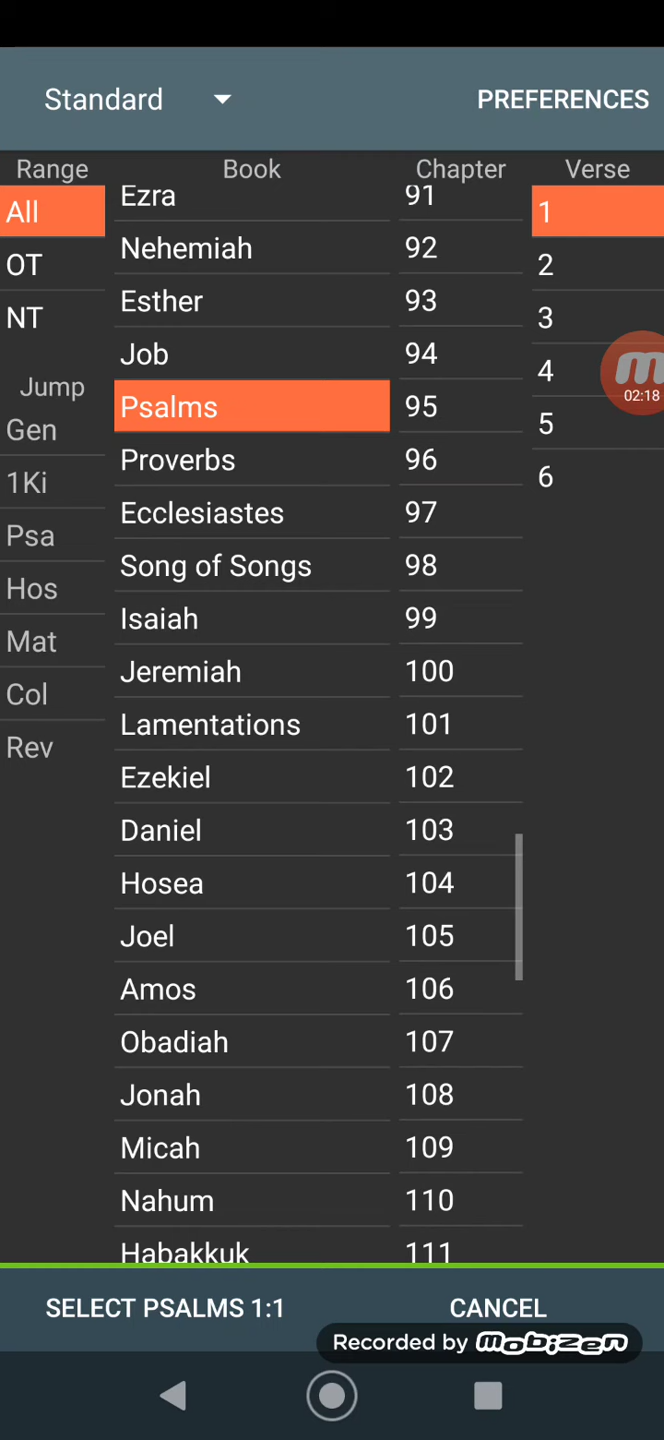 Standard
PREFERENCES
Range
Book
Chapter
Verse
All
OT
NT
Jump
Gen
1Ki
Psa
Hos
Mat
Col
Rev
Ezra
Nehemiah
Esther
Job
Psalms
Proverbs
Ecclesiastes
Song of Songs
Isaiah
Jeremiah
Lamentations
Ezekiel
Daniel
Hosea
Joel
Amos
Obadiah
Jonah
Micah
Nahum
Habakkuk
91
92
93
94
95
96
97
98
99
100
101
102
103
104
105
106
107
108
109
110
111
1
2
3
4
5
6
m
02:18
SELECT PSALMS 1:1
CANCEL
Recorded by mobizen